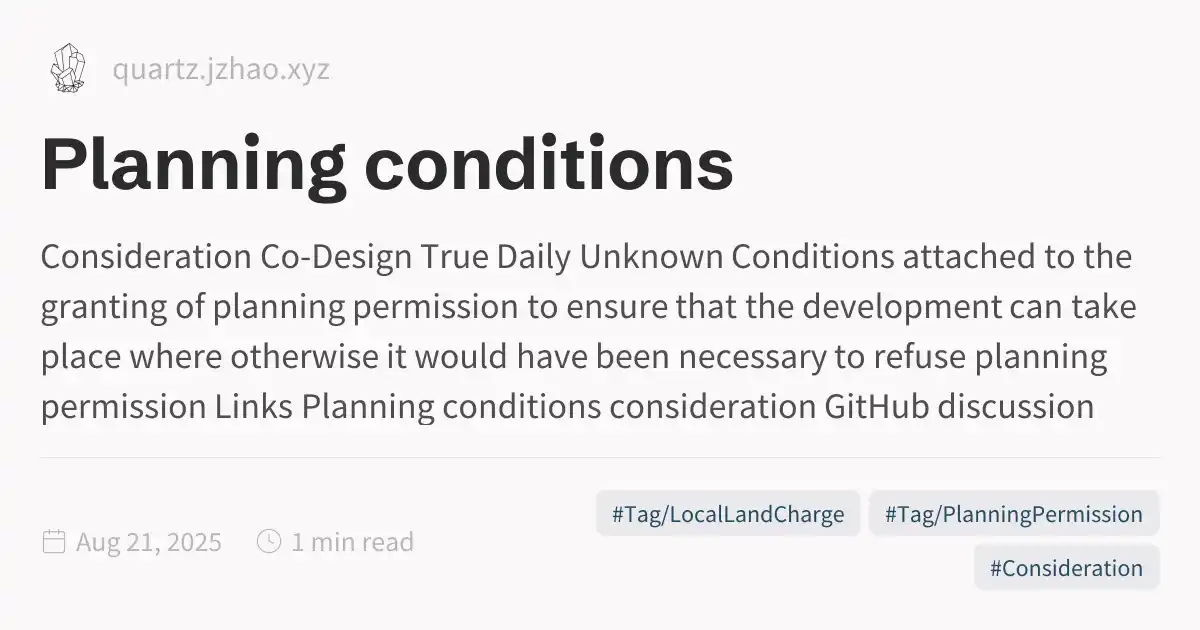 quartz.jzhao.xyz
Planning conditions
Consideration Co-Design True Daily Unknown Conditions attached to the
granting of planning permission to ensure that the development can take
place where otherwise it would have been necessary to refuse planning
permission Links Planning conditions consideration GitHub discussion
#Tag/LocalLandCharge #Tag/PlanningPermission
Aug 21, 2025 1 min read
#Consideration